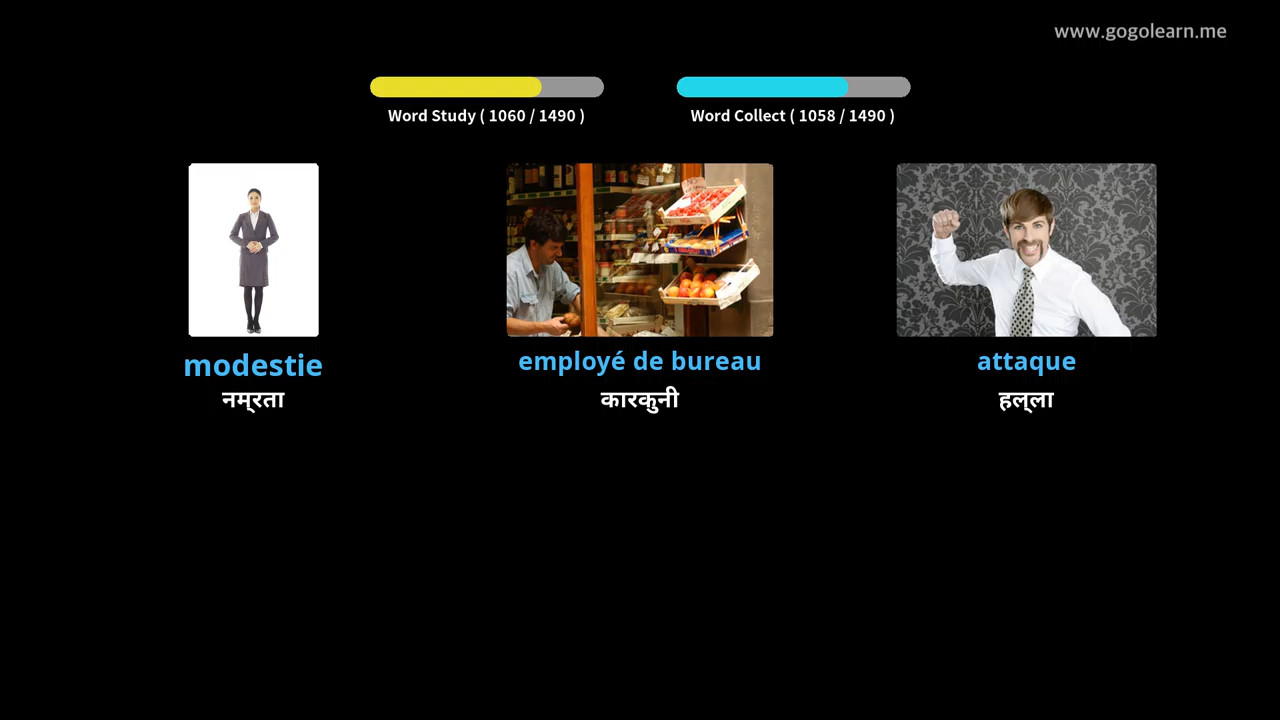 www.gogolearn.me
Word Study ( 1060 / 1490 )
Word Collect ( 1058 / 1490 )
modestie
employé de bureau
attaque
नम्रता
कारकुनी
हल्ला